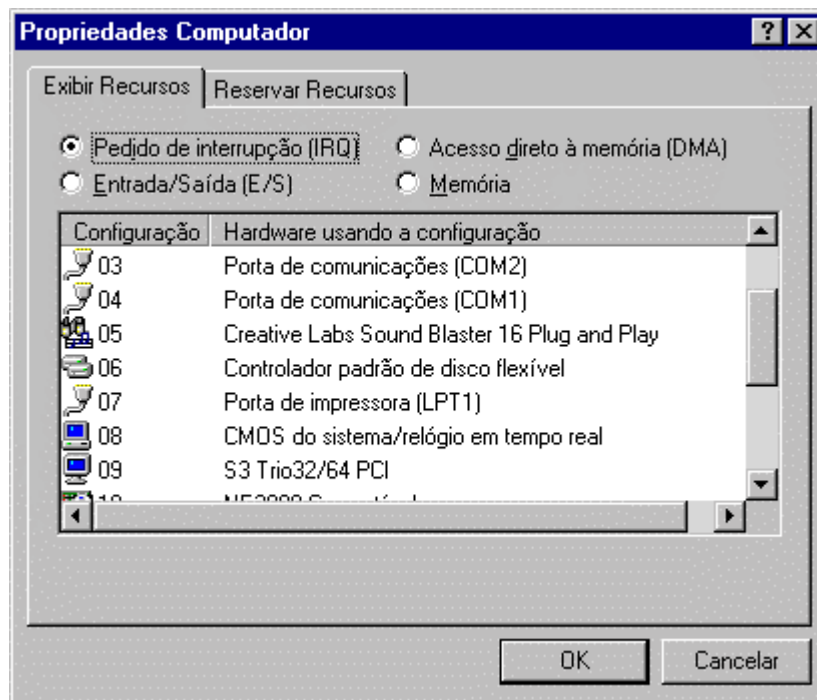 Propriedades Computador
Exibir Recursos Reservar Recursos
Pedido de interrupção (IRQ) Acesso direto à memória (DMA)
Entrada/Saída (E/S) Memória
Configuração Hardware usando a configuração
03 Porta de comunicações (COM2)
04 Porta de comunicações (COM1)
05 Creative Labs Sound Blaster 16 Plug and Play
06 Controlador padrão de disco flexível
07 Porta de impressora (LPT1)
08 CMOS do sistema/relógio em tempo real
09 S3 Trio32/64 PCI
OK Cancelar